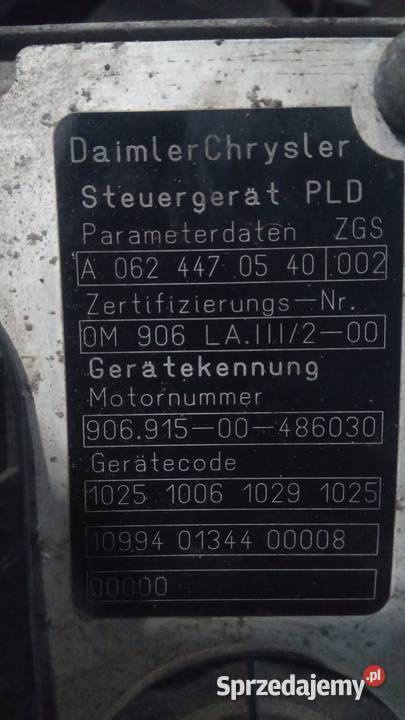 DaimlerChrysler
Steuergerät PLD
Parameterdaten ZGS
A 062 447 05 40 002
Zertifizierungs-Nr.
OM 906 LA.III/2-00
Gerätekennung
Motornummer
906.915-00-486030
Gerätecode
1025 1006 1029 1025
10994 01344 00008
00000
Sprzedajemy.pl